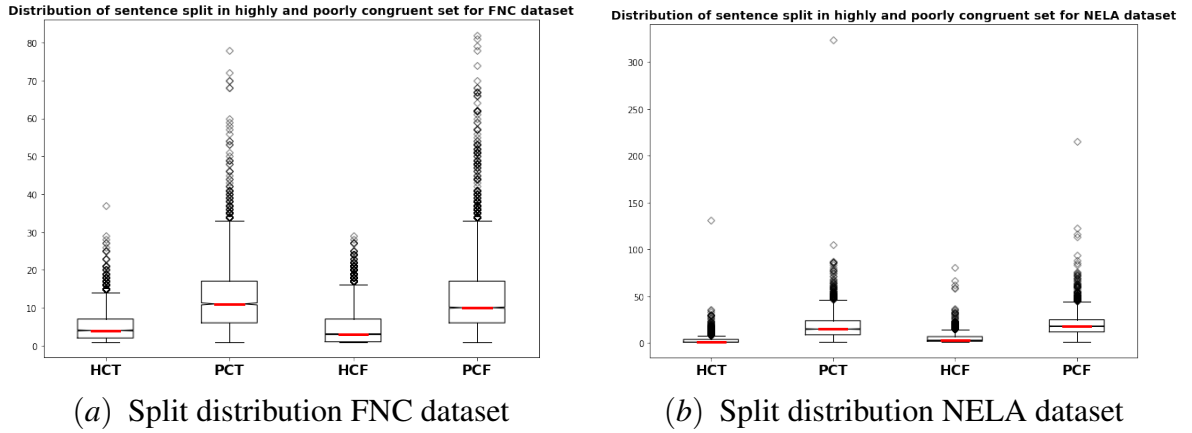 Distribution of sentence split in highly and poorly congruent set for FNC dataset
80
70
60
50
40
30
20
10
0
HCT PCT HCF PCF
(a) Split distribution FNC dataset
Distribution of sentence split in highly and poorly congruent set for NELA dataset
300
250
200
150
100
50
0
HCT PCT HCF PCF
(b) Split distribution NELA dataset